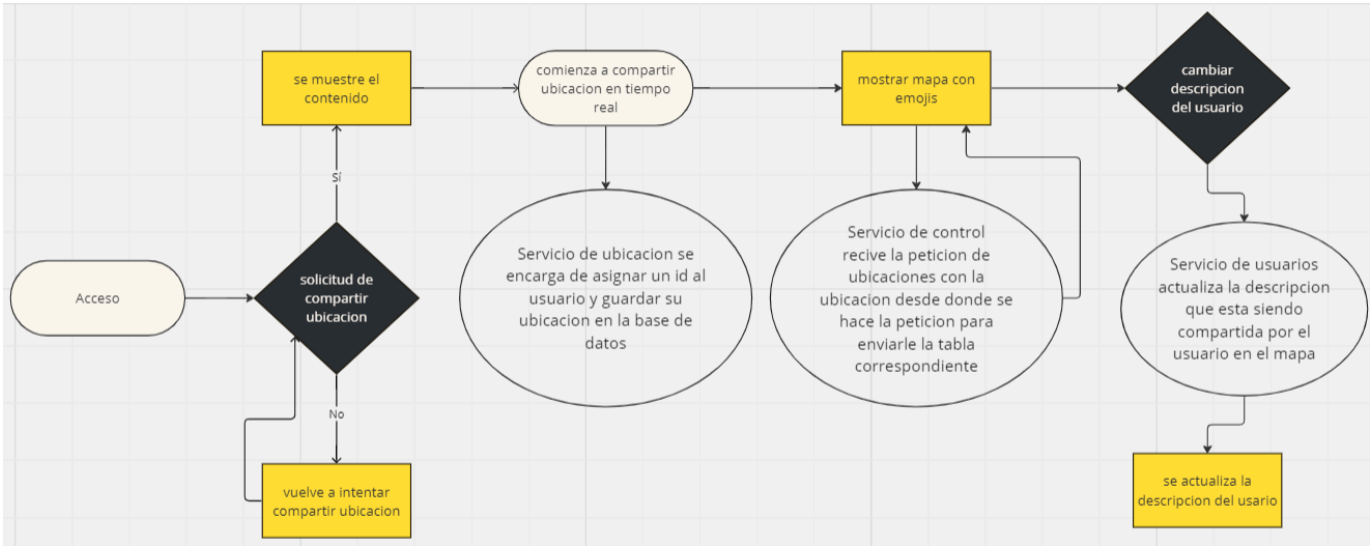 se muestre el
contenido
comienza a compartir
ubicacion en tiempo
real
mostrar mapa con
emojis
cambiar
descripcion
del usuario
Sí
Acceso
solicitud de
compartir
ubicacion
Servicio de ubicacion se
encarga de asignar un id al
usuario y guardar su
ubicacion en la base de
datos
Servicio de control
recive la peticion de
ubicaciones con la
ubicacion desde donde se
hace la peticion para
enviarle la tabla
correspondiente
Servicio de usuarios
actualiza la descripcion
que esta siendo
compartida por el
usuario en el mapa
No
vuelve a intentar
compartir ubicacion
se actualiza la
descripcion del usario